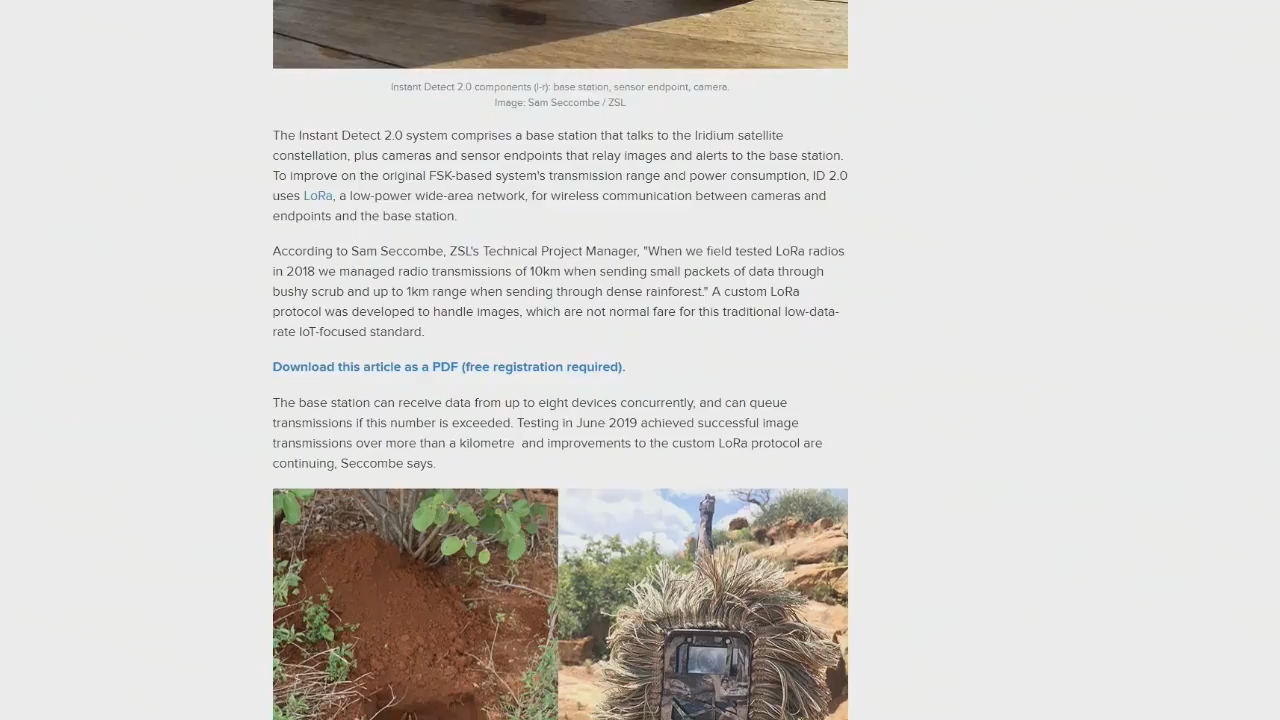 Instant Detect 2.0 components (l-r): base station, sensor endpoint, camera.
Image: Sam Seccombe / ZSL
The Instant Detect 2.0 system comprises a base station that talks to the Iridium satellite
constellation, plus cameras and sensor endpoints that relay images and alerts to the base station.
To improve on the original FSK-based system's transmission range and power consumption, ID 2.0
uses LoRa, a low-power wide-area network, for wireless communication between cameras and
endpoints and the base station.
According to Sam Seccombe, ZSL's Technical Project Manager, "When we field tested LoRa radios
in 2018 we managed radio transmissions of 10km when sending small packets of data through
bushy scrub and up to 1km range when sending through dense rainforest." A custom LoRa
protocol was developed to handle images, which are not normal fare for this traditional low-data-
rate IoT-focused standard.
Download this article as a PDF (free registration required).
The base station can receive data from up to eight devices concurrently, and can queue
transmissions if this number is exceeded. Testing in June 2019 achieved successful image
transmissions over more than a kilometre and improvements to the custom LoRa protocol are
continuing, Seccombe says.